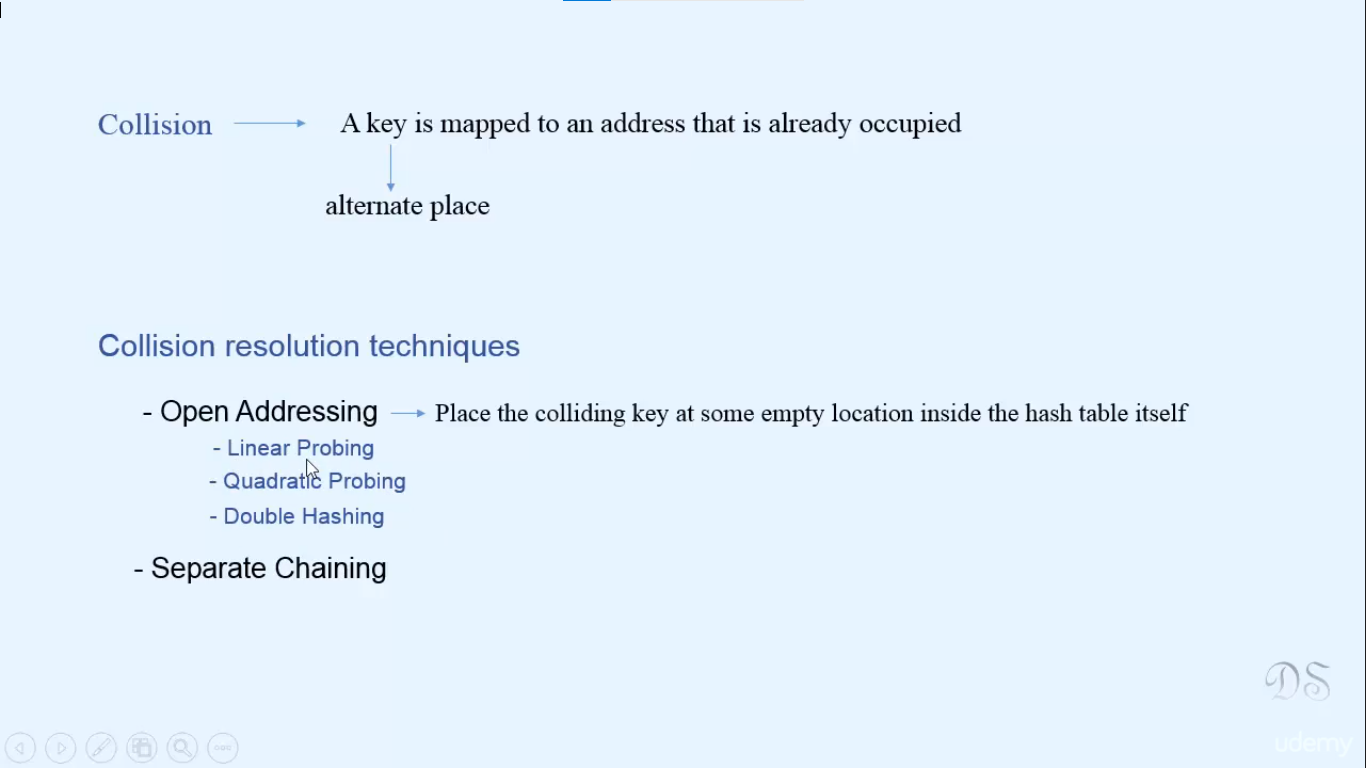 Collision A key is mapped to an address that is already occupied
alternate place
Collision resolution techniques
- Open Addressing Place the colliding key at some empty location inside the hash table itself
- Linear Probing
- Quadratic Probing
- Double Hashing
- Separate Chaining
DS
udemy